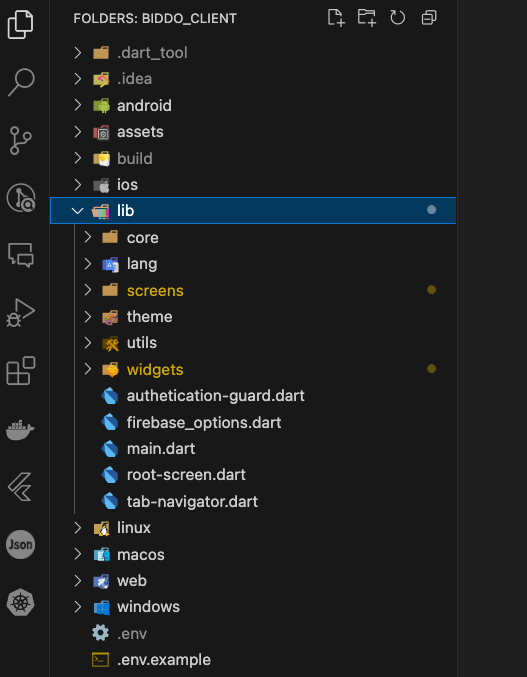 FOLDERS: BIDDO_CLIENT
.dart_tool
.idea
android
assets
build
ios
lib
core
lang
screens
theme
utils
widgets
authetication-guard.dart
firebase_options.dart
main.dart
root-screen.dart
tab-navigator.dart
linux
macos
web
windows
.env
.env.example
Json